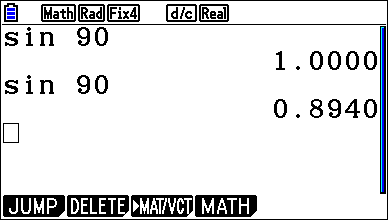 Math Rad Fix4 d/c Real
sin 90
1.0000
sin 90
0.8940
JUMP DELETE ►MAT/VCT MATH